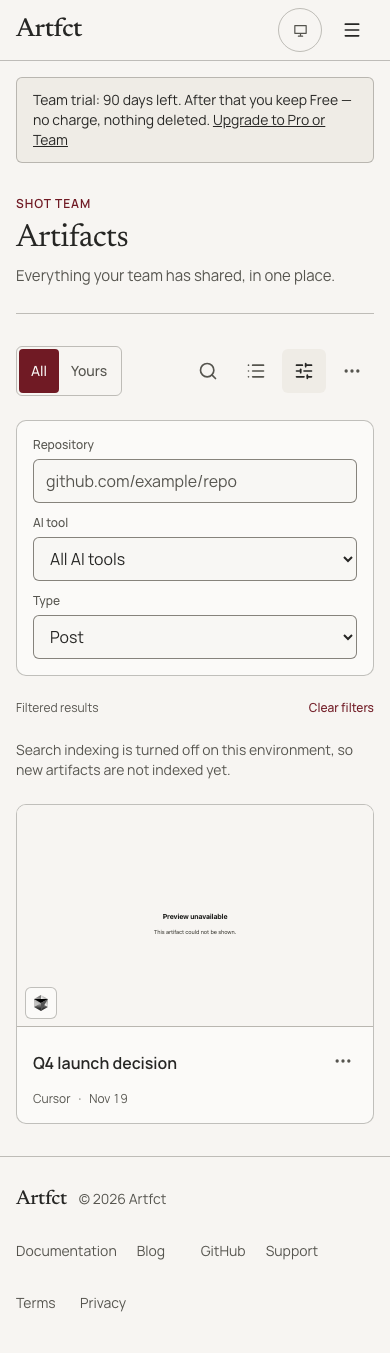 Artfct
Team trial: 90 days left. After that you keep Free —
no charge, nothing deleted. Upgrade to Pro or
Team
SHOT TEAM
Artifacts
Everything your team has shared, in one place.
All Yours
Repository
github.com/example/repo
AI tool
All AI tools
Type
Post
Filtered results Clear filters
Search indexing is turned off on this environment, so
new artifacts are not indexed yet.
Preview unavailable
This artifact could not be shown.
Q4 launch decision
Cursor · Nov 19
Artfct © 2026 Artfct
Documentation Blog GitHub Support
Terms Privacy